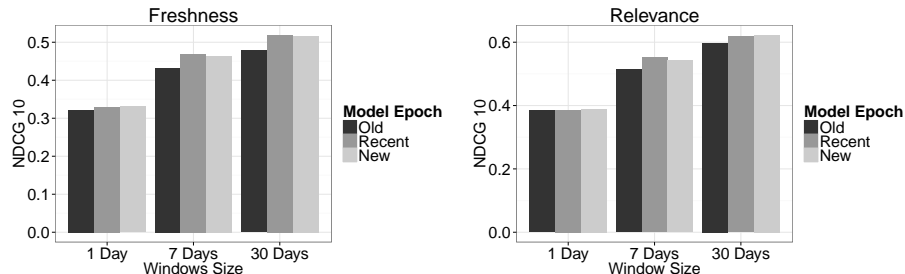 Freshness
NDCG 10
0.5
0.4
0.3
0.2
0.1
0.0
1 Day
7 Days
30 Days
Windows Size
Model Epoch
Old
Recent
New
Relevance
NDCG 10
0.6
0.4
0.2
0.0
1 Day
7 Days
30 Days
Window Size
Model Epoch
Old
Recent
New